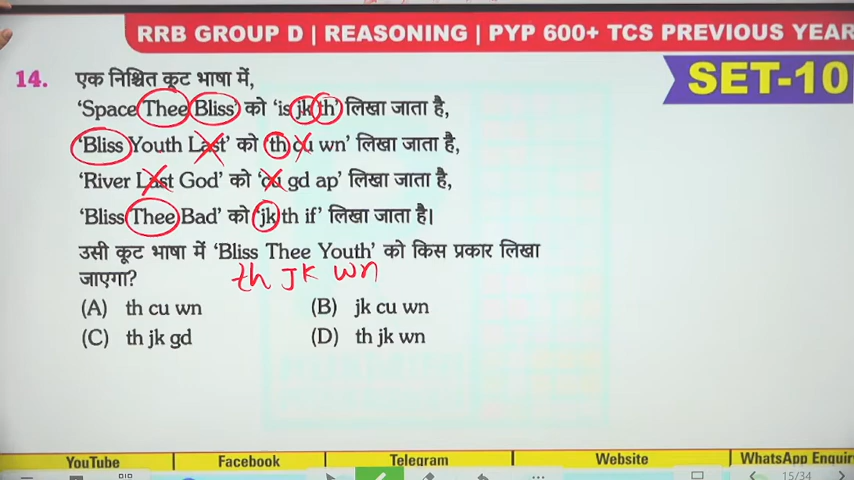 RRB GROUP D | REASONING | PYP 600+ TCS PREVIOUS YEAR
SET-10
14. एक निश्चित कूट भाषा में,
‘Space Thee Bliss’ को ‘is jk th’ लिखा जाता है,
‘Bliss Youth Last’ को ‘th cu wn’ लिखा जाता है,
‘River Last God’ को ‘cu gd ap’ लिखा जाता है,
‘Bliss Thee Bad’ को ‘jk th if’ लिखा जाता है।
उसी कूट भाषा में ‘Bliss Thee Youth’ को किस प्रकार लिखा
जाएगा?
th jk wn
(A) th cu wn (B) jk cu wn
(C) th jk gd (D) th jk wn
YouTube Facebook Telegram Website WhatsApp Enquiry
15/34